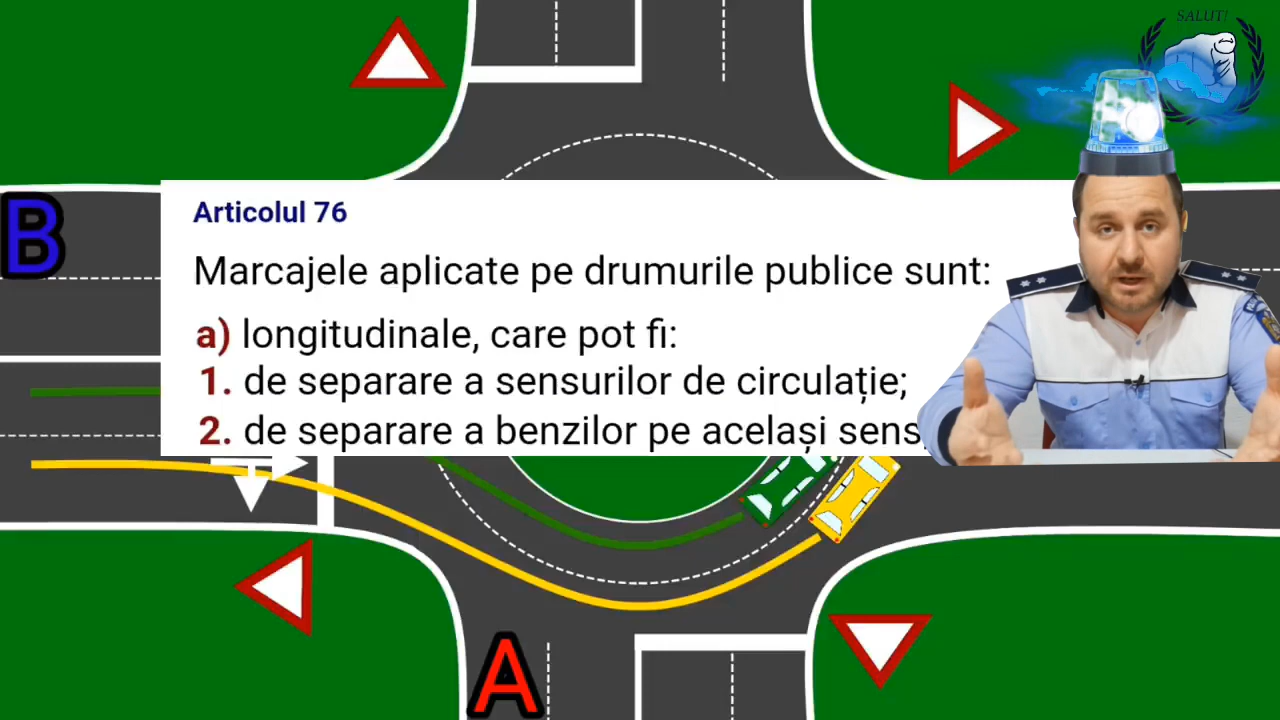 SALUT!
B
Articolul 76
Marcajele aplicate pe drumurile publice sunt:
a) longitudinale, care pot fi:
1. de separare a sensurilor de circulație;
2. de separare a benzilor pe același sens
A